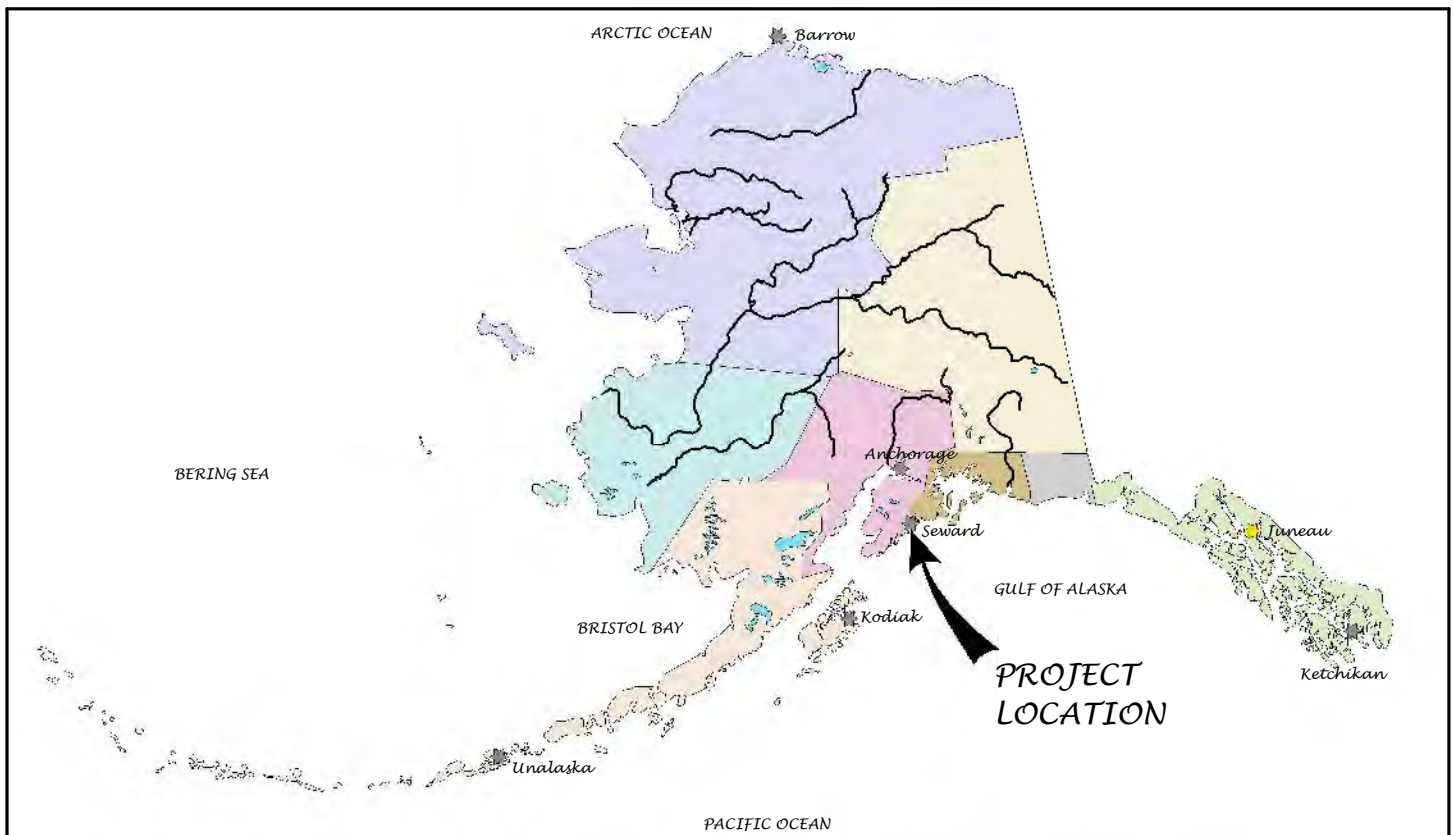 ARCTIC OCEAN
Barrow
Anchorage
BERING SEA
Seward
Juneau
GULF OF ALASKA
Kodiak
BRISTOL BAY
PROJECT
LOCATION
Ketchikan
Unalaska
PACIFIC OCEAN